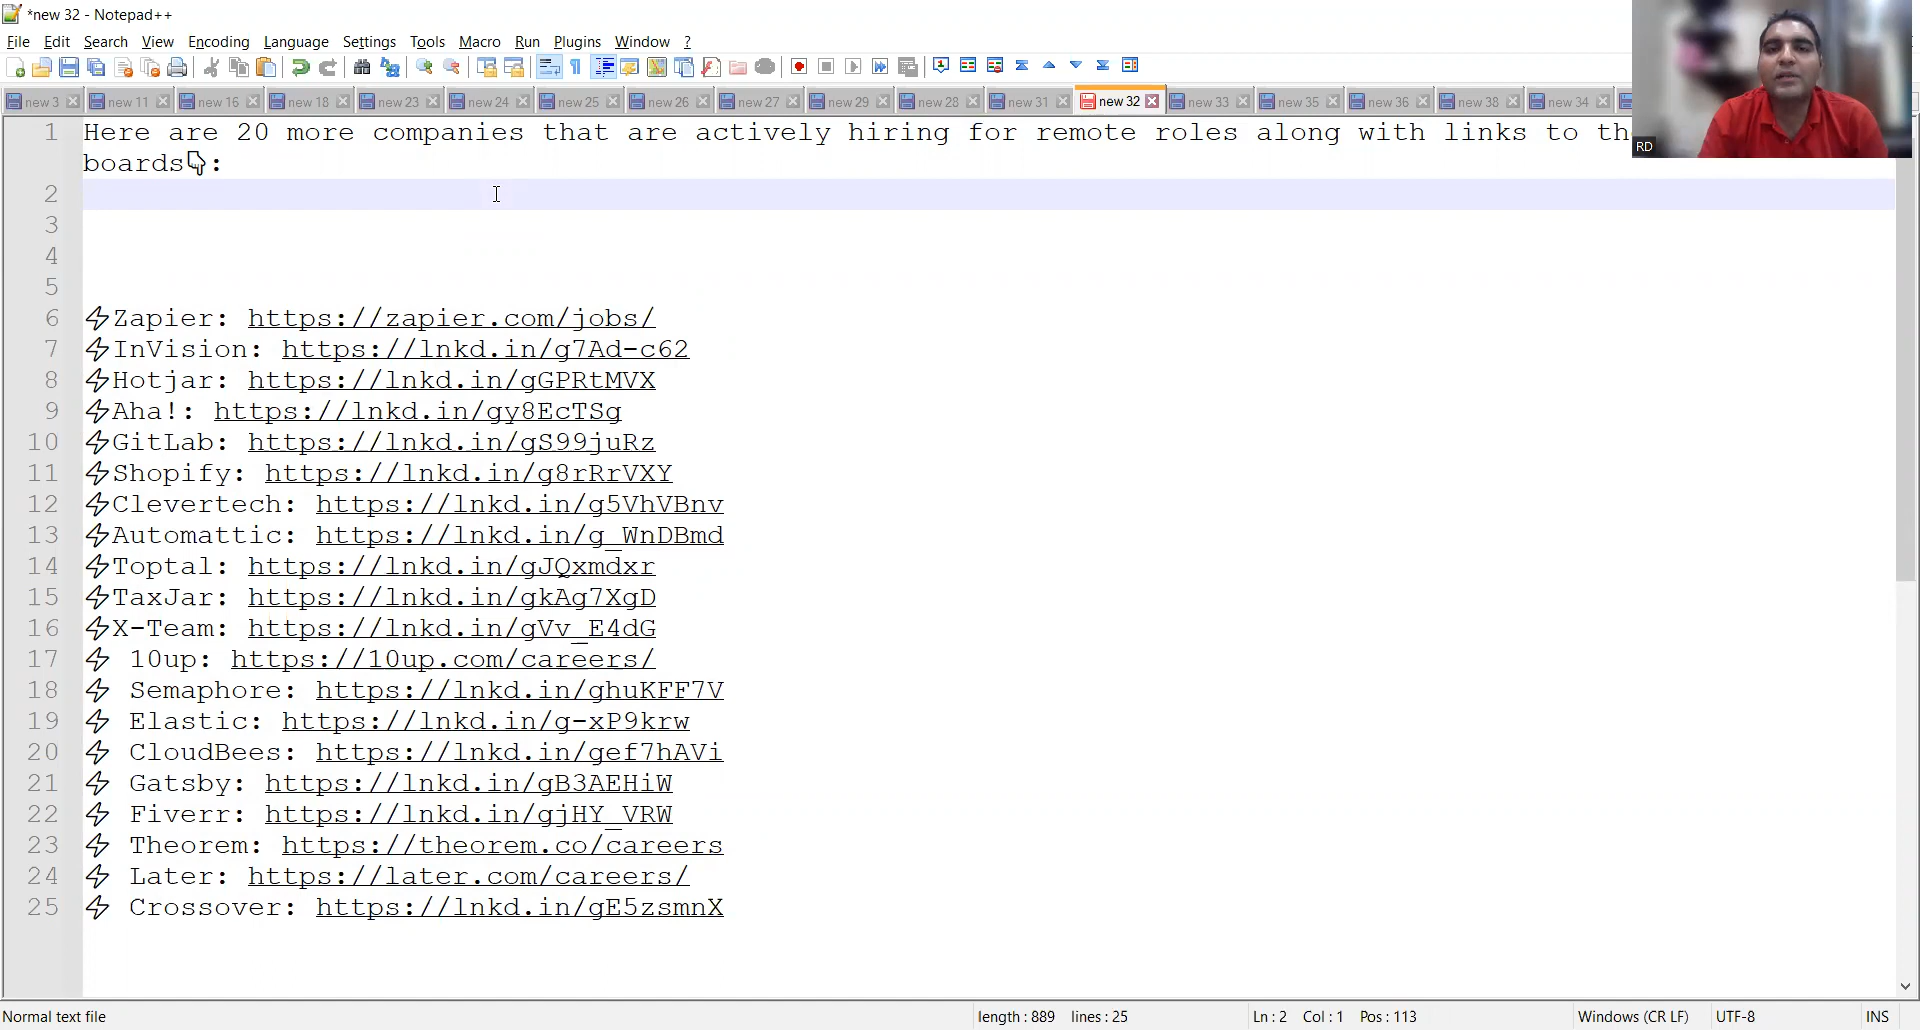 *new 32 - Notepad++
File Edit Search View Encoding Language Settings Tools Macro Run Plugins Window ?
new 3 new 11 new 16 new 18 new 23 new 24 new 25 new 26 new 27 new 29 new 28 new 31 new 32 new 33 new 35 new 36 new 38 new 34
1 Here are 20 more companies that are actively hiring for remote roles along with links to
boards👇:
2
3
4
5
6 ⚡Zapier: https://zapier.com/jobs/
7 ⚡InVision: https://lnkd.in/g7Ad-c62
8 ⚡Hotjar: https://lnkd.in/gGPRtMVX
9 ⚡Aha!: https://lnkd.in/gy8EcTSg
10 ⚡GitLab: https://lnkd.in/gS99juRz
11 ⚡Shopify: https://lnkd.in/g8rRrVXY
12 ⚡Clevertech: https://lnkd.in/g5VhVBnv
13 ⚡Automattic: https://lnkd.in/g_WnDBmd
14 ⚡Toptal: https://lnkd.in/gJQxmdxr
15 ⚡TaxJar: https://lnkd.in/gkAg7XgD
16 ⚡X-Team: https://lnkd.in/gVv_E4dG
17 ⚡ 10up: https://10up.com/careers/
18 ⚡ Semaphore: https://lnkd.in/ghuKFF7V
19 ⚡ Elastic: https://lnkd.in/g-xP9krw
20 ⚡ CloudBees: https://lnkd.in/gef7hAVi
21 ⚡ Gatsby: https://lnkd.in/gB3AEHiW
22 ⚡ Fiverr: https://lnkd.in/gjHY_VRW
23 ⚡ Theorem: https://theorem.co/careers
24 ⚡ Later: https://later.com/careers/
25 ⚡ Crossover: https://lnkd.in/gE5zsmnX
RD
Normal text file length : 889 lines : 25 Ln : 2 Col : 1 Pos : 113 Windows (CR LF) UTF-8 INS